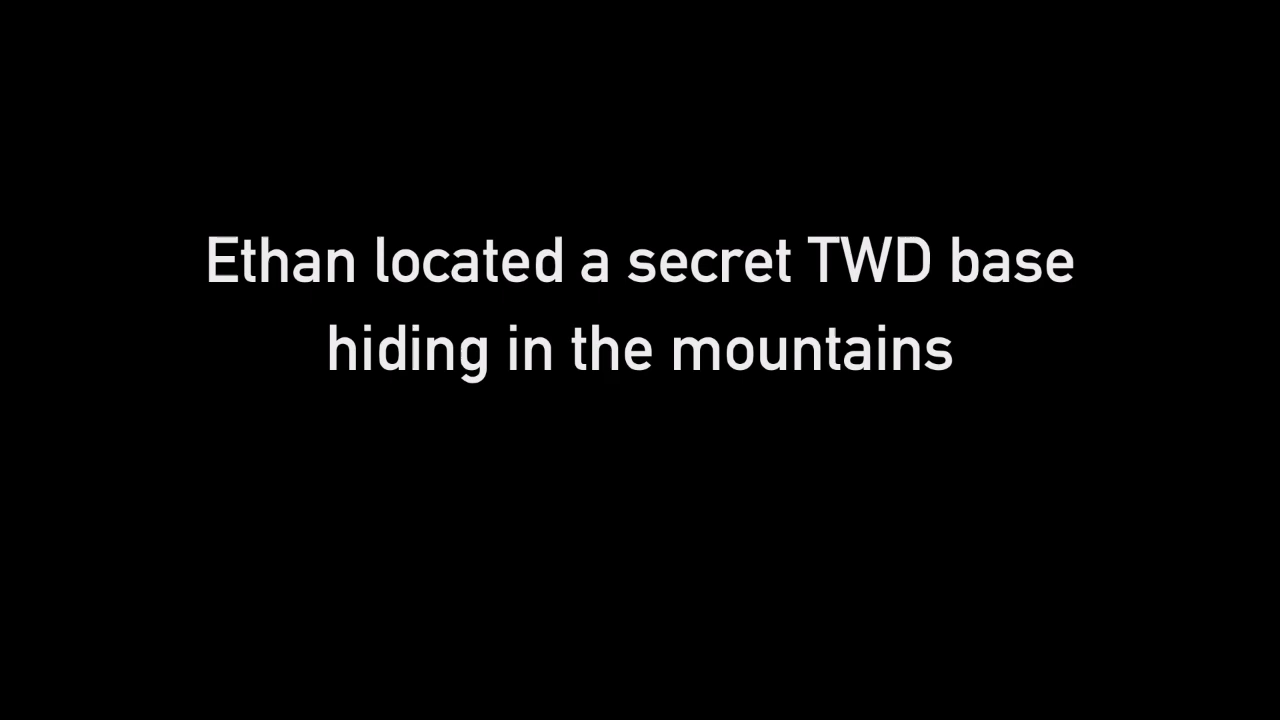 Ethan located a secret TWD base
hiding in the mountains